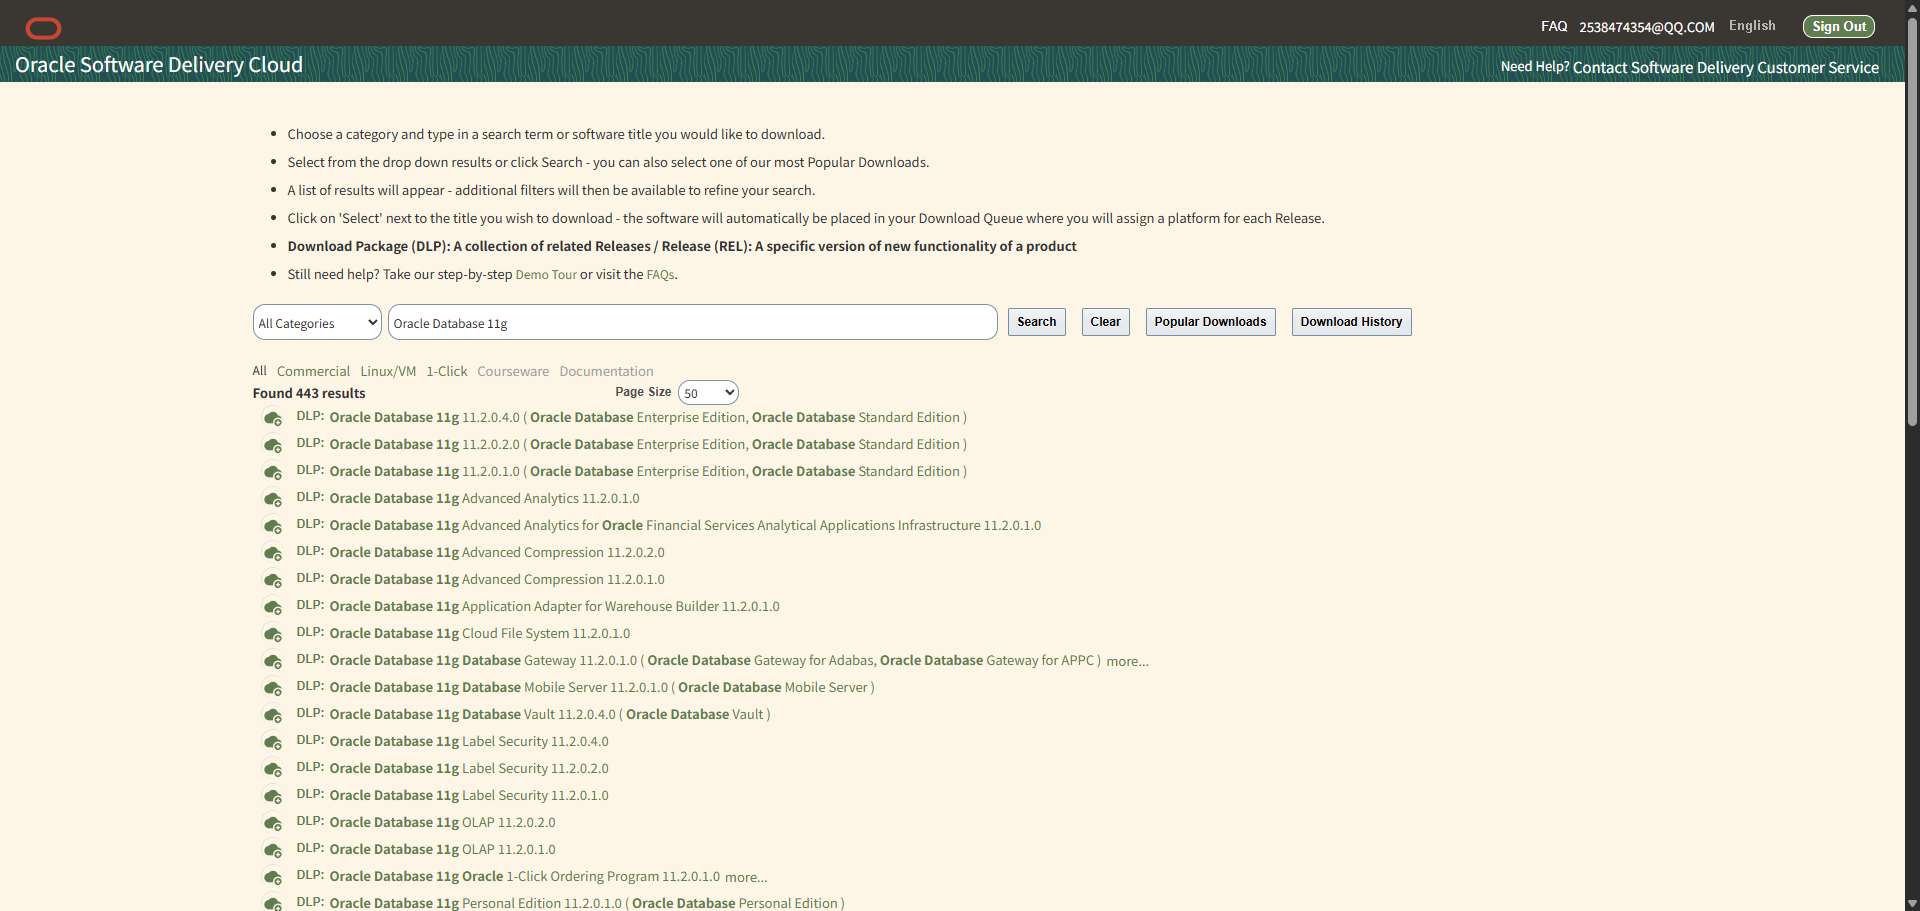 FAQ 2538474354@QQ.COM English Sign Out
Oracle Software Delivery Cloud
Need Help? Contact Software Delivery Customer Service
Choose a category and type in a search term or software title you would like to download.
Select from the drop down results or click Search - you can also select one of our most Popular Downloads.
A list of results will appear - additional filters will then be available to refine your search.
Click on 'Select' next to the title you wish to download - the software will automatically be placed in your Download Queue where you will assign a platform for each Release.
Download Package (DLP): A collection of related Releases / Release (REL): A specific version of new functionality of a product
Still need help? Take our step-by-step Demo Tour or visit the FAQs.
All Categories Oracle Database 11g Search Clear Popular Downloads Download History
All Commercial Linux/VM 1-Click Courseware Documentation
Found 443 results Page Size 50
DLP: Oracle Database 11g 11.2.0.4.0 ( Oracle Database Enterprise Edition, Oracle Database Standard Edition )
DLP: Oracle Database 11g 11.2.0.2.0 ( Oracle Database Enterprise Edition, Oracle Database Standard Edition )
DLP: Oracle Database 11g 11.2.0.1.0 ( Oracle Database Enterprise Edition, Oracle Database Standard Edition )
DLP: Oracle Database 11g Advanced Analytics 11.2.0.1.0
DLP: Oracle Database 11g Advanced Analytics for Oracle Financial Services Analytical Applications Infrastructure 11.2.0.1.0
DLP: Oracle Database 11g Advanced Compression 11.2.0.2.0
DLP: Oracle Database 11g Advanced Compression 11.2.0.1.0
DLP: Oracle Database 11g Application Adapter for Warehouse Builder 11.2.0.1.0
DLP: Oracle Database 11g Cloud File System 11.2.0.1.0
DLP: Oracle Database 11g Database Gateway 11.2.0.1.0 ( Oracle Database Gateway for Adabas, Oracle Database Gateway for APPC ) more...
DLP: Oracle Database 11g Database Mobile Server 11.2.0.1.0 ( Oracle Database Mobile Server )
DLP: Oracle Database 11g Database Vault 11.2.0.4.0 ( Oracle Database Vault )
DLP: Oracle Database 11g Label Security 11.2.0.4.0
DLP: Oracle Database 11g Label Security 11.2.0.2.0
DLP: Oracle Database 11g Label Security 11.2.0.1.0
DLP: Oracle Database 11g OLAP 11.2.0.2.0
DLP: Oracle Database 11g OLAP 11.2.0.1.0
DLP: Oracle Database 11g Oracle 1-Click Ordering Program 11.2.0.1.0 more...
DLP: Oracle Database 11g Personal Edition 11.2.0.1.0 ( Oracle Database Personal Edition )